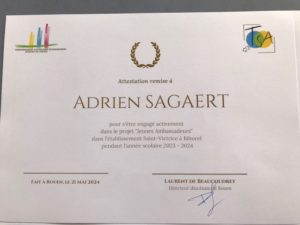 Attestation remise à
ADRIEN SAGAERT
pour s'être engagé activement
dans le projet "Jeunes Ambassadeurs"
dans l'établissement Saint-Victrice à Bihorel
pendant l'année scolaire 2023 - 2024
FAIT À ROUEN, LE 21 MAI 2024
LAURENT DE BEAUCOUDREY
Directeur diocésain de Rouen